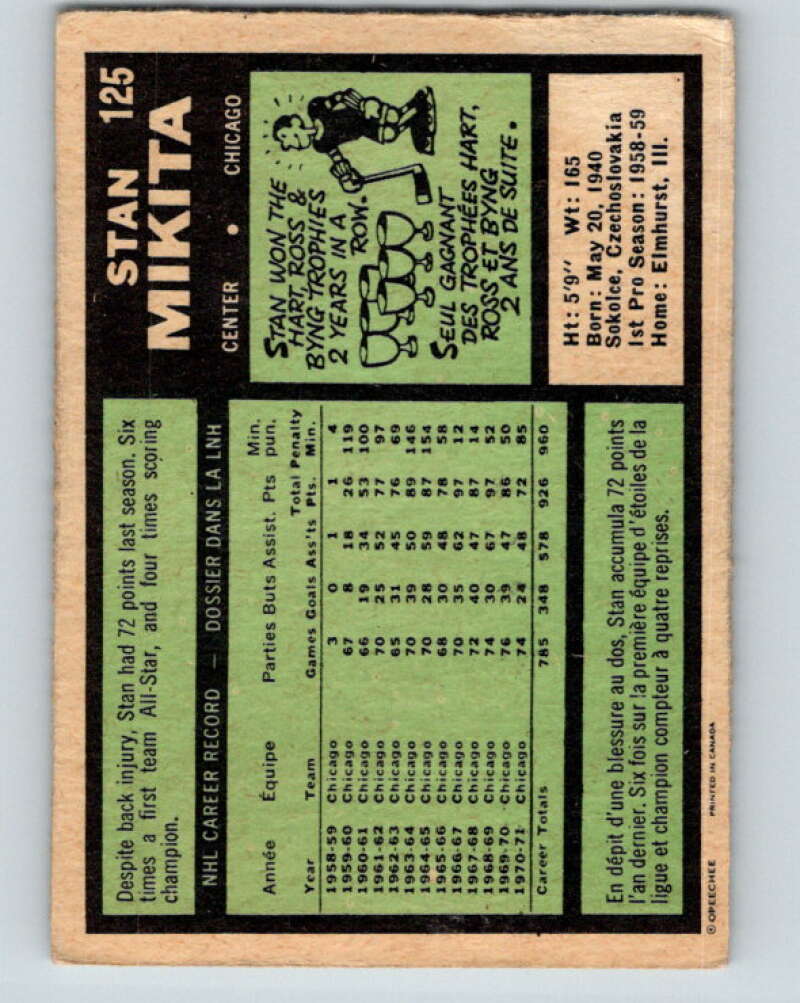 STAN 125
MIKITA
CENTER • CHICAGO
Despite back injury, Stan had 72 points last season. Six
times a first team All-Star, and four times scoring
champion.
NHL CAREER RECORD — DOSSIER DANS LA LNH
Année Équipe Parties Buts Assist. Pts Min. pun.
Year Team Games Goals Ass'ts Total Pts. Penalty Min.
1958-59 Chicago 3 0 1 1 4
1959-60 Chicago 67 8 18 26 119
1960-61 Chicago 66 19 34 53 100
1961-62 Chicago 70 25 52 77 97
1962-63 Chicago 65 31 45 76 69
1963-64 Chicago 70 39 50 89 146
1964-65 Chicago 70 28 59 87 154
1965-66 Chicago 68 30 48 78 58
1966-67 Chicago 70 35 62 97 12
1967-68 Chicago 72 40 47 87 14
1968-69 Chicago 74 30 67 97 52
1969-70 Chicago 76 39 47 86 50
1970-71 Chicago 74 24 48 72 85
Career Totals 785 348 578 926 960
STAN WON THE
HART, ROSS &
BYNG TROPHIES
2 YEARS IN A
ROW.
SEUL GAGNANT
DES TROPHÉES HART,
ROSS ET BYNG
2 ANS DE SUITE.
Ht: 5'9" Wt: 165
Born: May 20, 1940
Sokolce, Czechoslovakia
1st Pro Season: 1958-59
Home: Elmhurst, Ill.
En dépit d'une blessure au dos, Stan accumula 72 points
l'an dernier. Six fois sur la première équipe d'étoiles de la
ligue et champion compteur à quatre reprises.
© OPEECHEE PRINTED IN CANADA